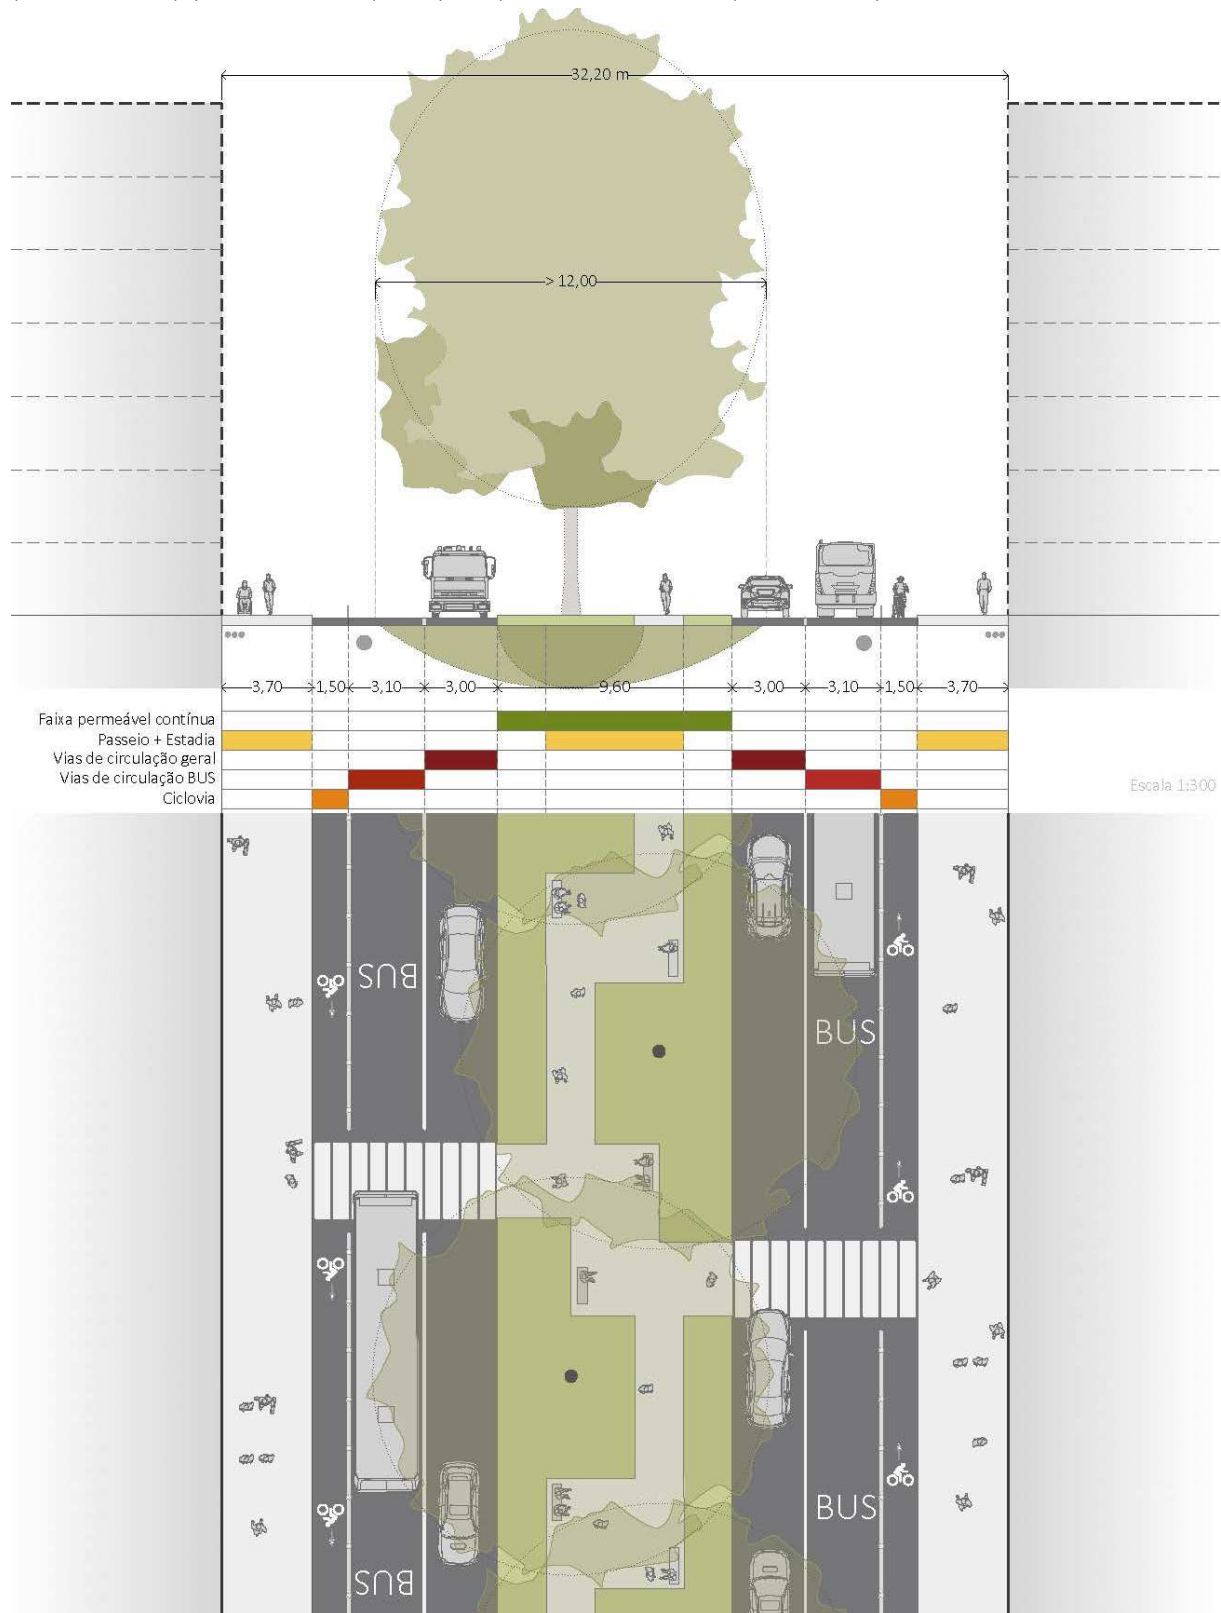 32,20 m
> 12,00
3,70 1,50 3,10 3,00 9,60 3,00 3,10 1,50 3,70
Faixa permeável contínua
Passeio + Estadia
Vias de circulação geral
Vias de circulação BUS
Ciclovia
Escala 1:300
BUS
BUS
BUS
BUS